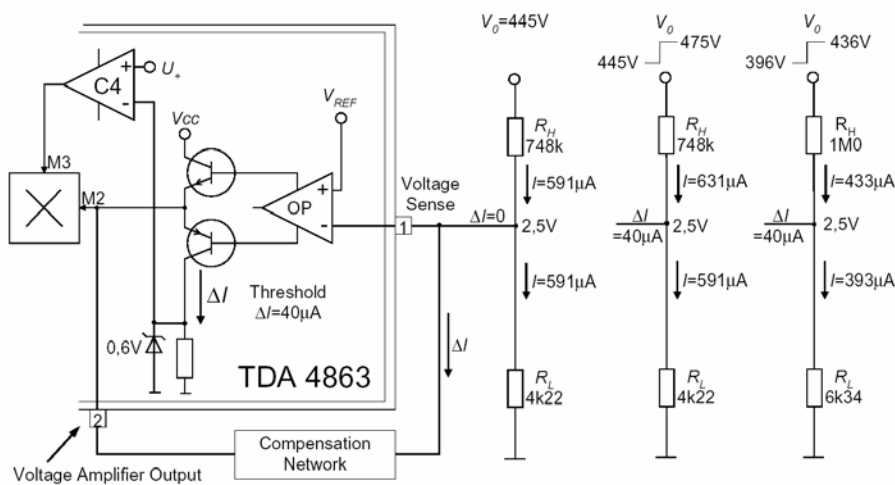 C4
+
-
U+
M3
M2
VCC
VREF
OP
+
-
Voltage
Sense
1
ΔI
Threshold
ΔI=40µA
0,6V
TDA 4863
ΔI
2
Voltage Amplifier Output
Compensation
Network
V0=445V
RH
748k
I=591µA
ΔI=0
2,5V
I=591µA
RL
4k22
V0
445V
475V
RH
748k
I=631µA
ΔI
=40µA
2,5V
I=591µA
RL
4k22
V0
396V
436V
RH
1M0
I=433µA
ΔI
=40µA
2,5V
I=393µA
RL
6k34